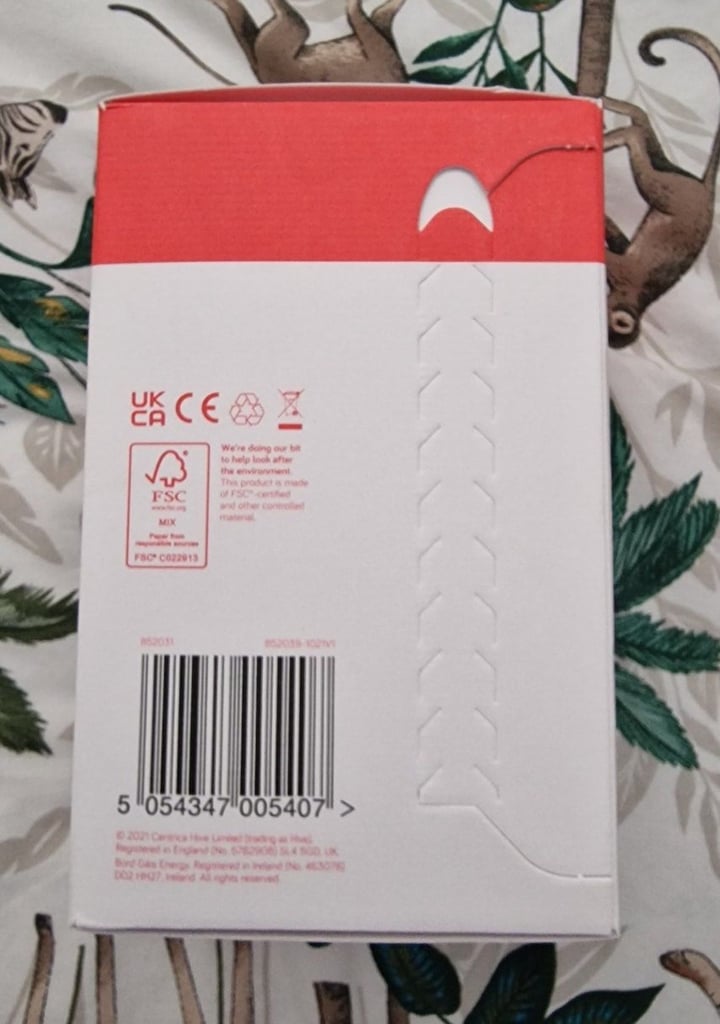 UK
CA CE
We're doing our bit
to help look after
the environment.
This product is made
of FSC®-certified
and other controlled
material.
FSC
www.fsc.org
MIX
Paper from
responsible sources
FSC® C022913
852031 852039-1021V1
5 054347 005407 >
© 2021 Centrica Hive Limited (trading as Hive).
Registered in England (No. 5782908) SL4 5GD, UK.
Bord Gáis Energy. Registered in Ireland (No. 463078)
D02 HH27, Ireland. All rights reserved.